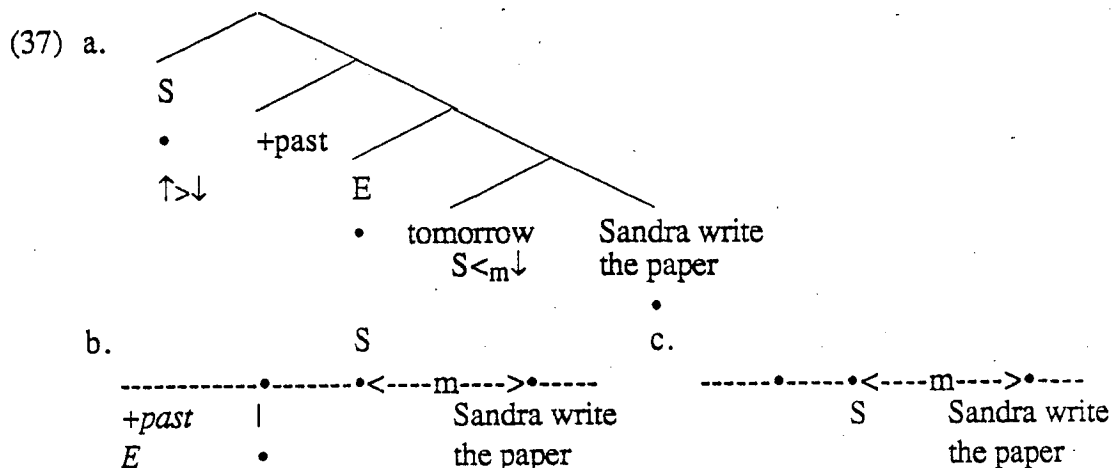 (37) a.
S
•
+past
↑>↓
E
•
tomorrow Sandra write
S<m↓ the paper
•
b. S c.
------------•--------•<----m---->•----- ------•------•<----m---->•----
+past | Sandra write S Sandra write
E • the paper the paper